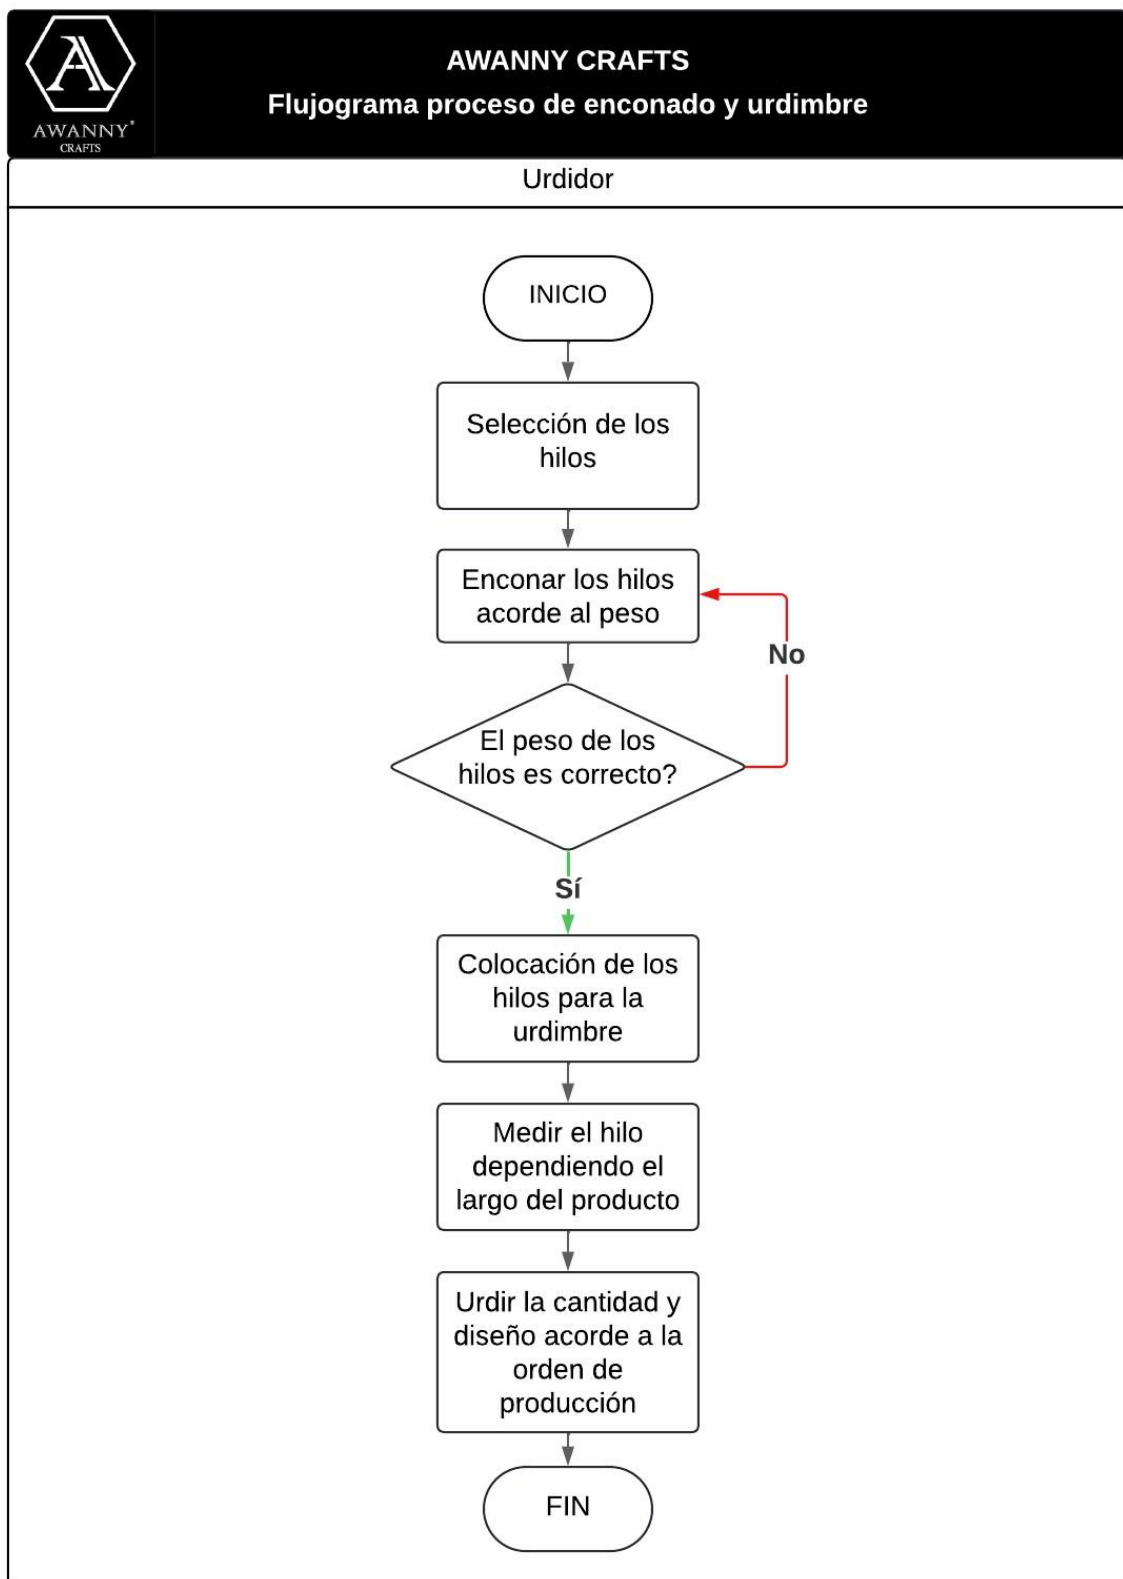 AWANNY®
CRAFTS
AWANNY CRAFTS
Flujograma proceso de enconado y urdimbre
Urdidor
INICIO
Selección de los
hilos
Enconar los hilos
acorde al peso
No
El peso de los
hilos es correcto?
Sí
Colocación de los
hilos para la
urdimbre
Medir el hilo
dependiendo el
largo del producto
Urdir la cantidad y
diseño acorde a la
orden de
producción
FIN